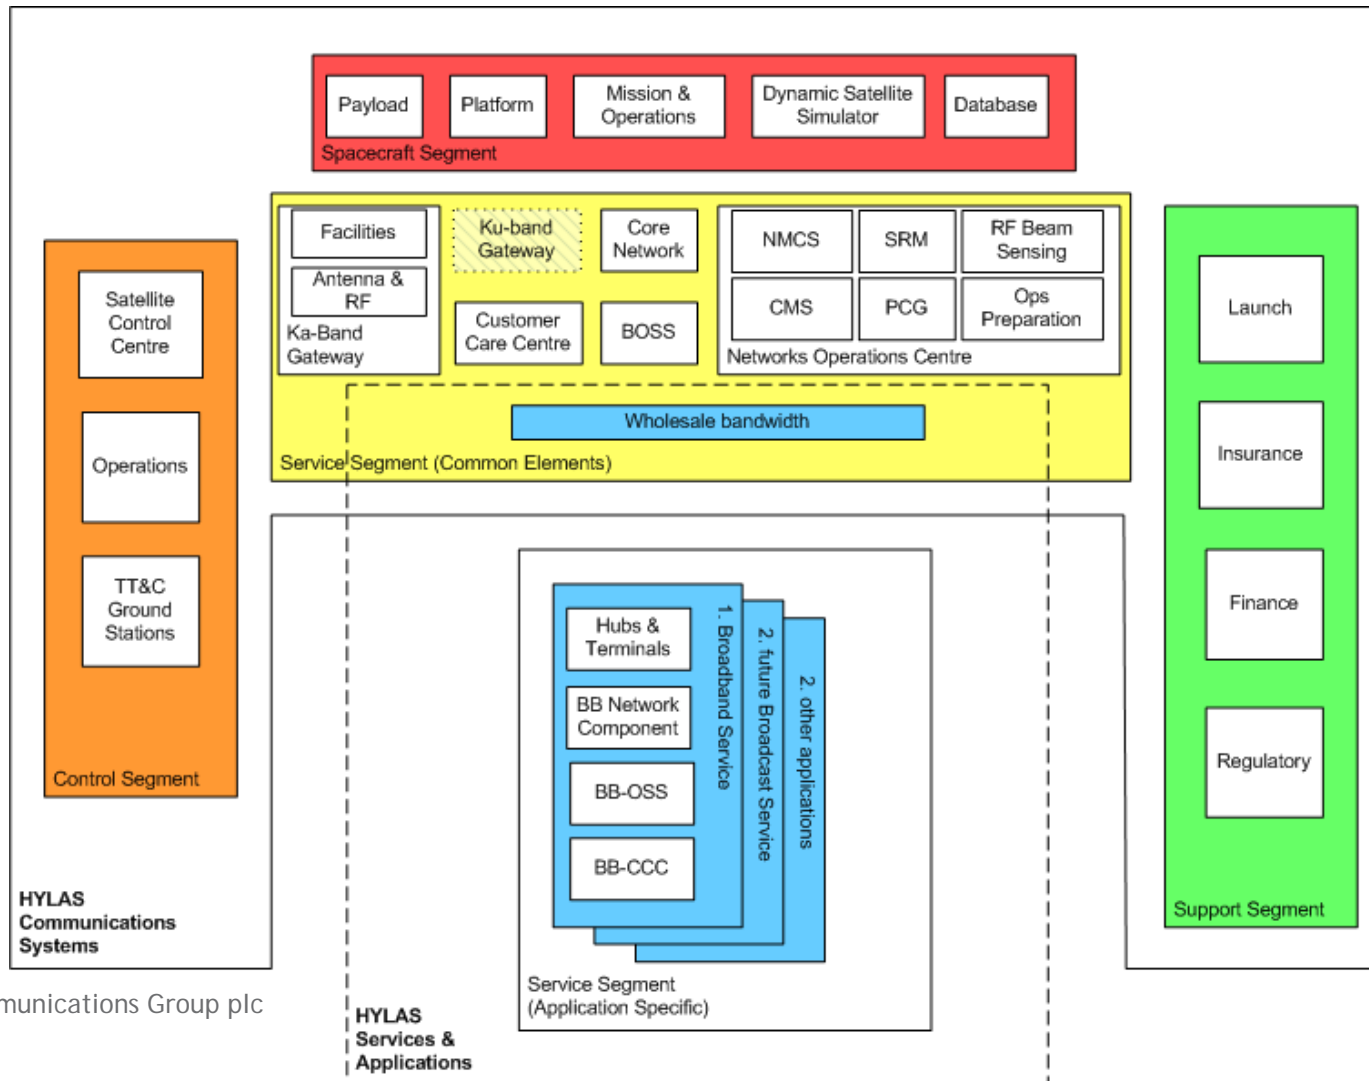 Payload
Platform
Mission &
Operations
Dynamic Satellite
Simulator
Database
Spacecraft Segment
Facilities
Antenna &
RF
Ka-Band
Gateway
Ku-band
Gateway
Core
Network
Customer
Care Centre
BOSS
NMCS
SRM
RF Beam
Sensing
CMS
PCG
Ops
Preparation
Networks Operations Centre
Wholesale bandwidth
Service Segment (Common Elements)
Satellite
Control
Centre
Operations
TT&C
Ground
Stations
Control Segment
Launch
Insurance
Finance
Regulatory
Support Segment
Hubs &
Terminals
BB Network
Component
BB-OSS
BB-CCC
1. Broadband Service
2. future Broadcast Service
2. other applications
Service Segment
(Application Specific)
HYLAS
Communications
Systems
munications Group plc
HYLAS
Services &
Applications